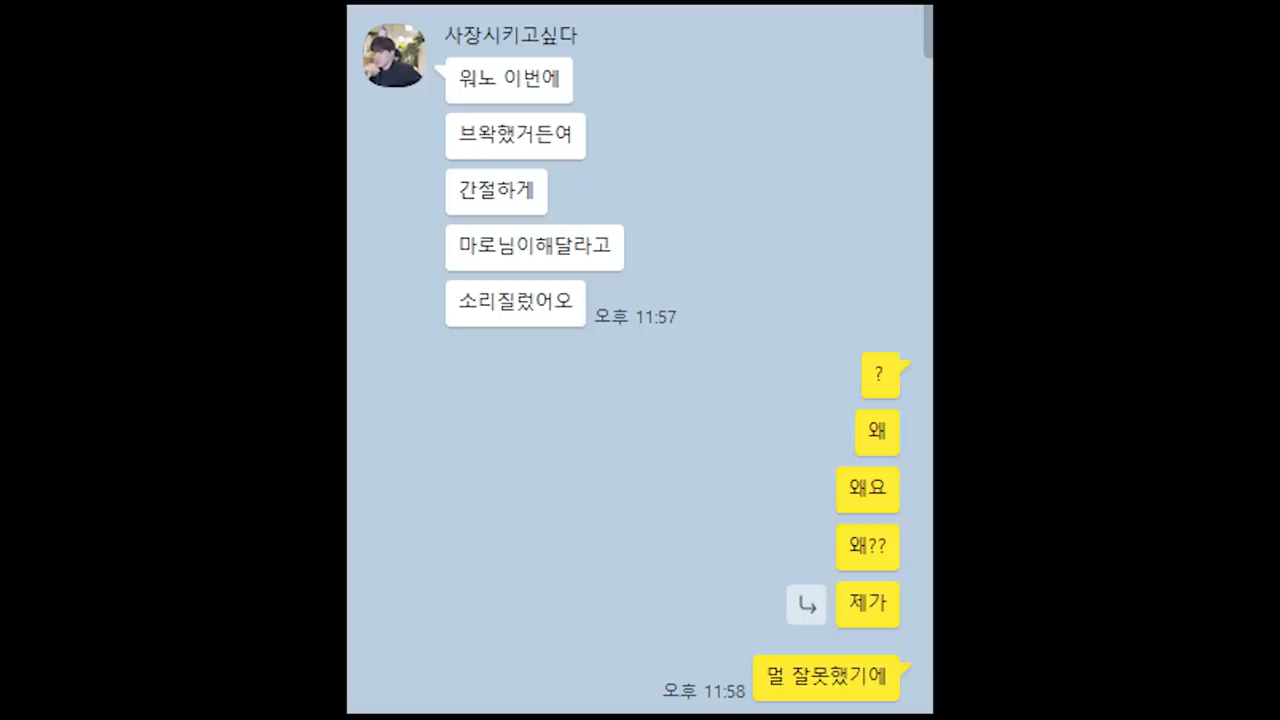 사장시키고싶다
워노 이번에
브왁했거든여
간절하게
마로님이해달라고
소리질렀어오
오후 11:57
?
왜
왜요
왜??
제가
멀 잘못했기에
오후 11:58